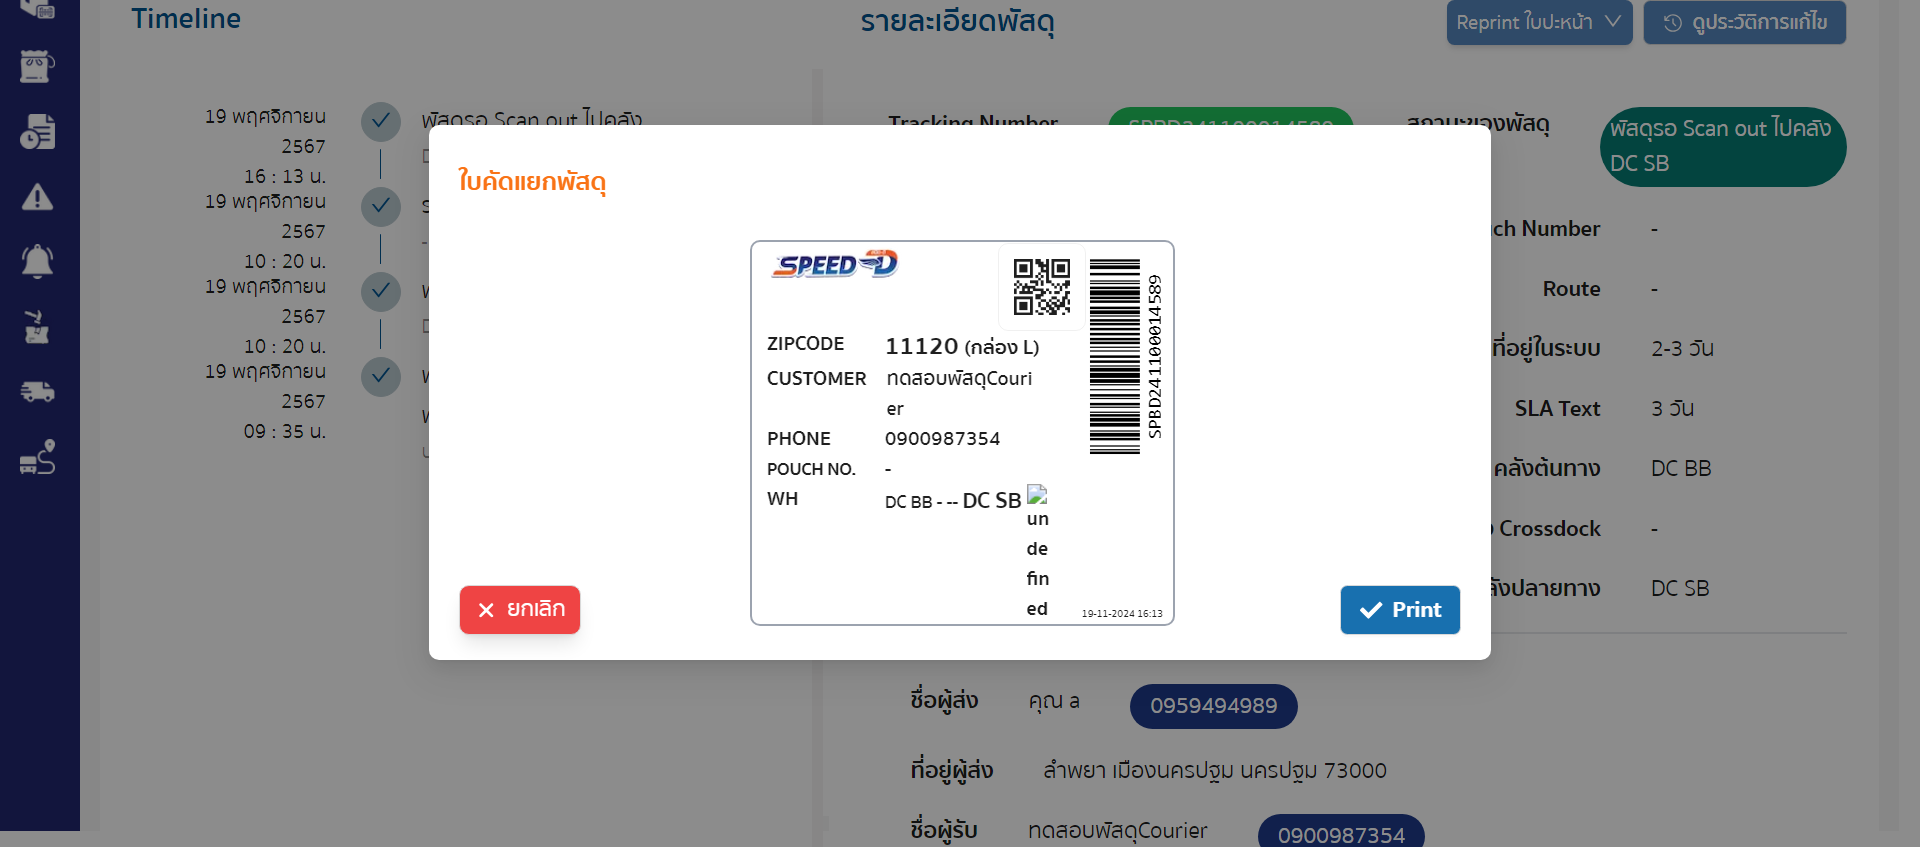 Timeline
รายละเอียดพัสดุ
Reprint ใบปะหน้า
ดูประวัติการแก้ไข
19 พฤศจิกายน
2567
16 : 13 น.
พัสดุรอ Scan out ไปคลัง
19 พฤศจิกายน
2567
10 : 20 น.
19 พฤศจิกายน
2567
10 : 20 น.
19 พฤศจิกายน
2567
09 : 35 น.
Tracking Number
SPBD241100014589
สถานะของพัสดุ
พัสดุรอ Scan out ไปคลัง
DC SB
ch Number -
Route -
ที่อยู่ในระบบ 2-3 วัน
SLA Text 3 วัน
คลังต้นทาง DC BB
Crossdock -
ังปลายทาง DC SB
ใบคัดแยกพัสดุ
SPEED-D
SPBD241100014589
ZIPCODE 11120 (กล่อง L)
CUSTOMER ทดสอบพัสดุCouri
er
PHONE 0900987354
POUCH NO. -
WH DC BB - -- DC SB
un
de
fin
ed
19-11-2024 16:13
ยกเลิก
Print
ชื่อผู้ส่ง คุณ a 0959494989
ที่อยู่ผู้ส่ง ลำพยา เมืองนครปฐม นครปฐม 73000
ชื่อผู้รับ ทดสอบพัสดุCourier 0900987354